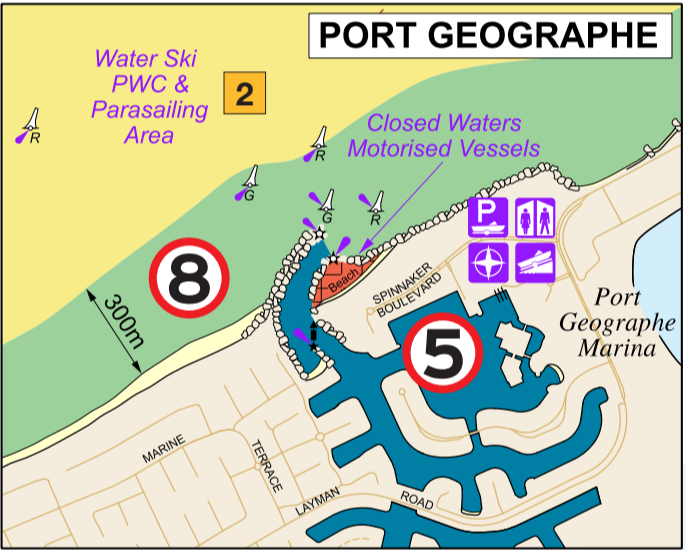 PORT GEOGRAPHE
Water Ski
PWC &
Parasailing
Area
2
Closed Waters
Motorised Vessels
R
R
G
G
R
P
8
300m
Beach
SPINNAKER
BOULEVARD
5
Port
Geographe
Marina
MARINE
TERRACE
LAYMAN
ROAD